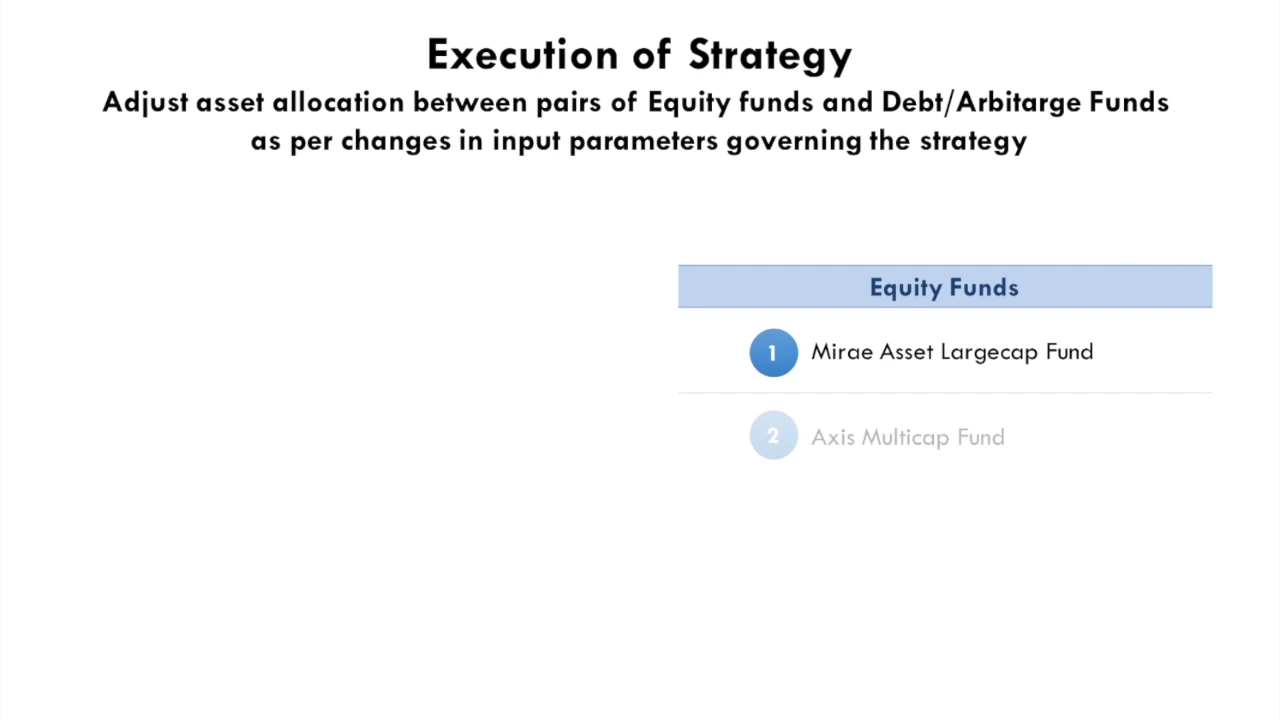 Execution of Strategy
Adjust asset allocation between pairs of Equity funds and Debt/Arbitarge Funds
as per changes in input parameters governing the strategy
Equity Funds
1 Mirae Asset Largecap Fund
2 Axis Multicap Fund